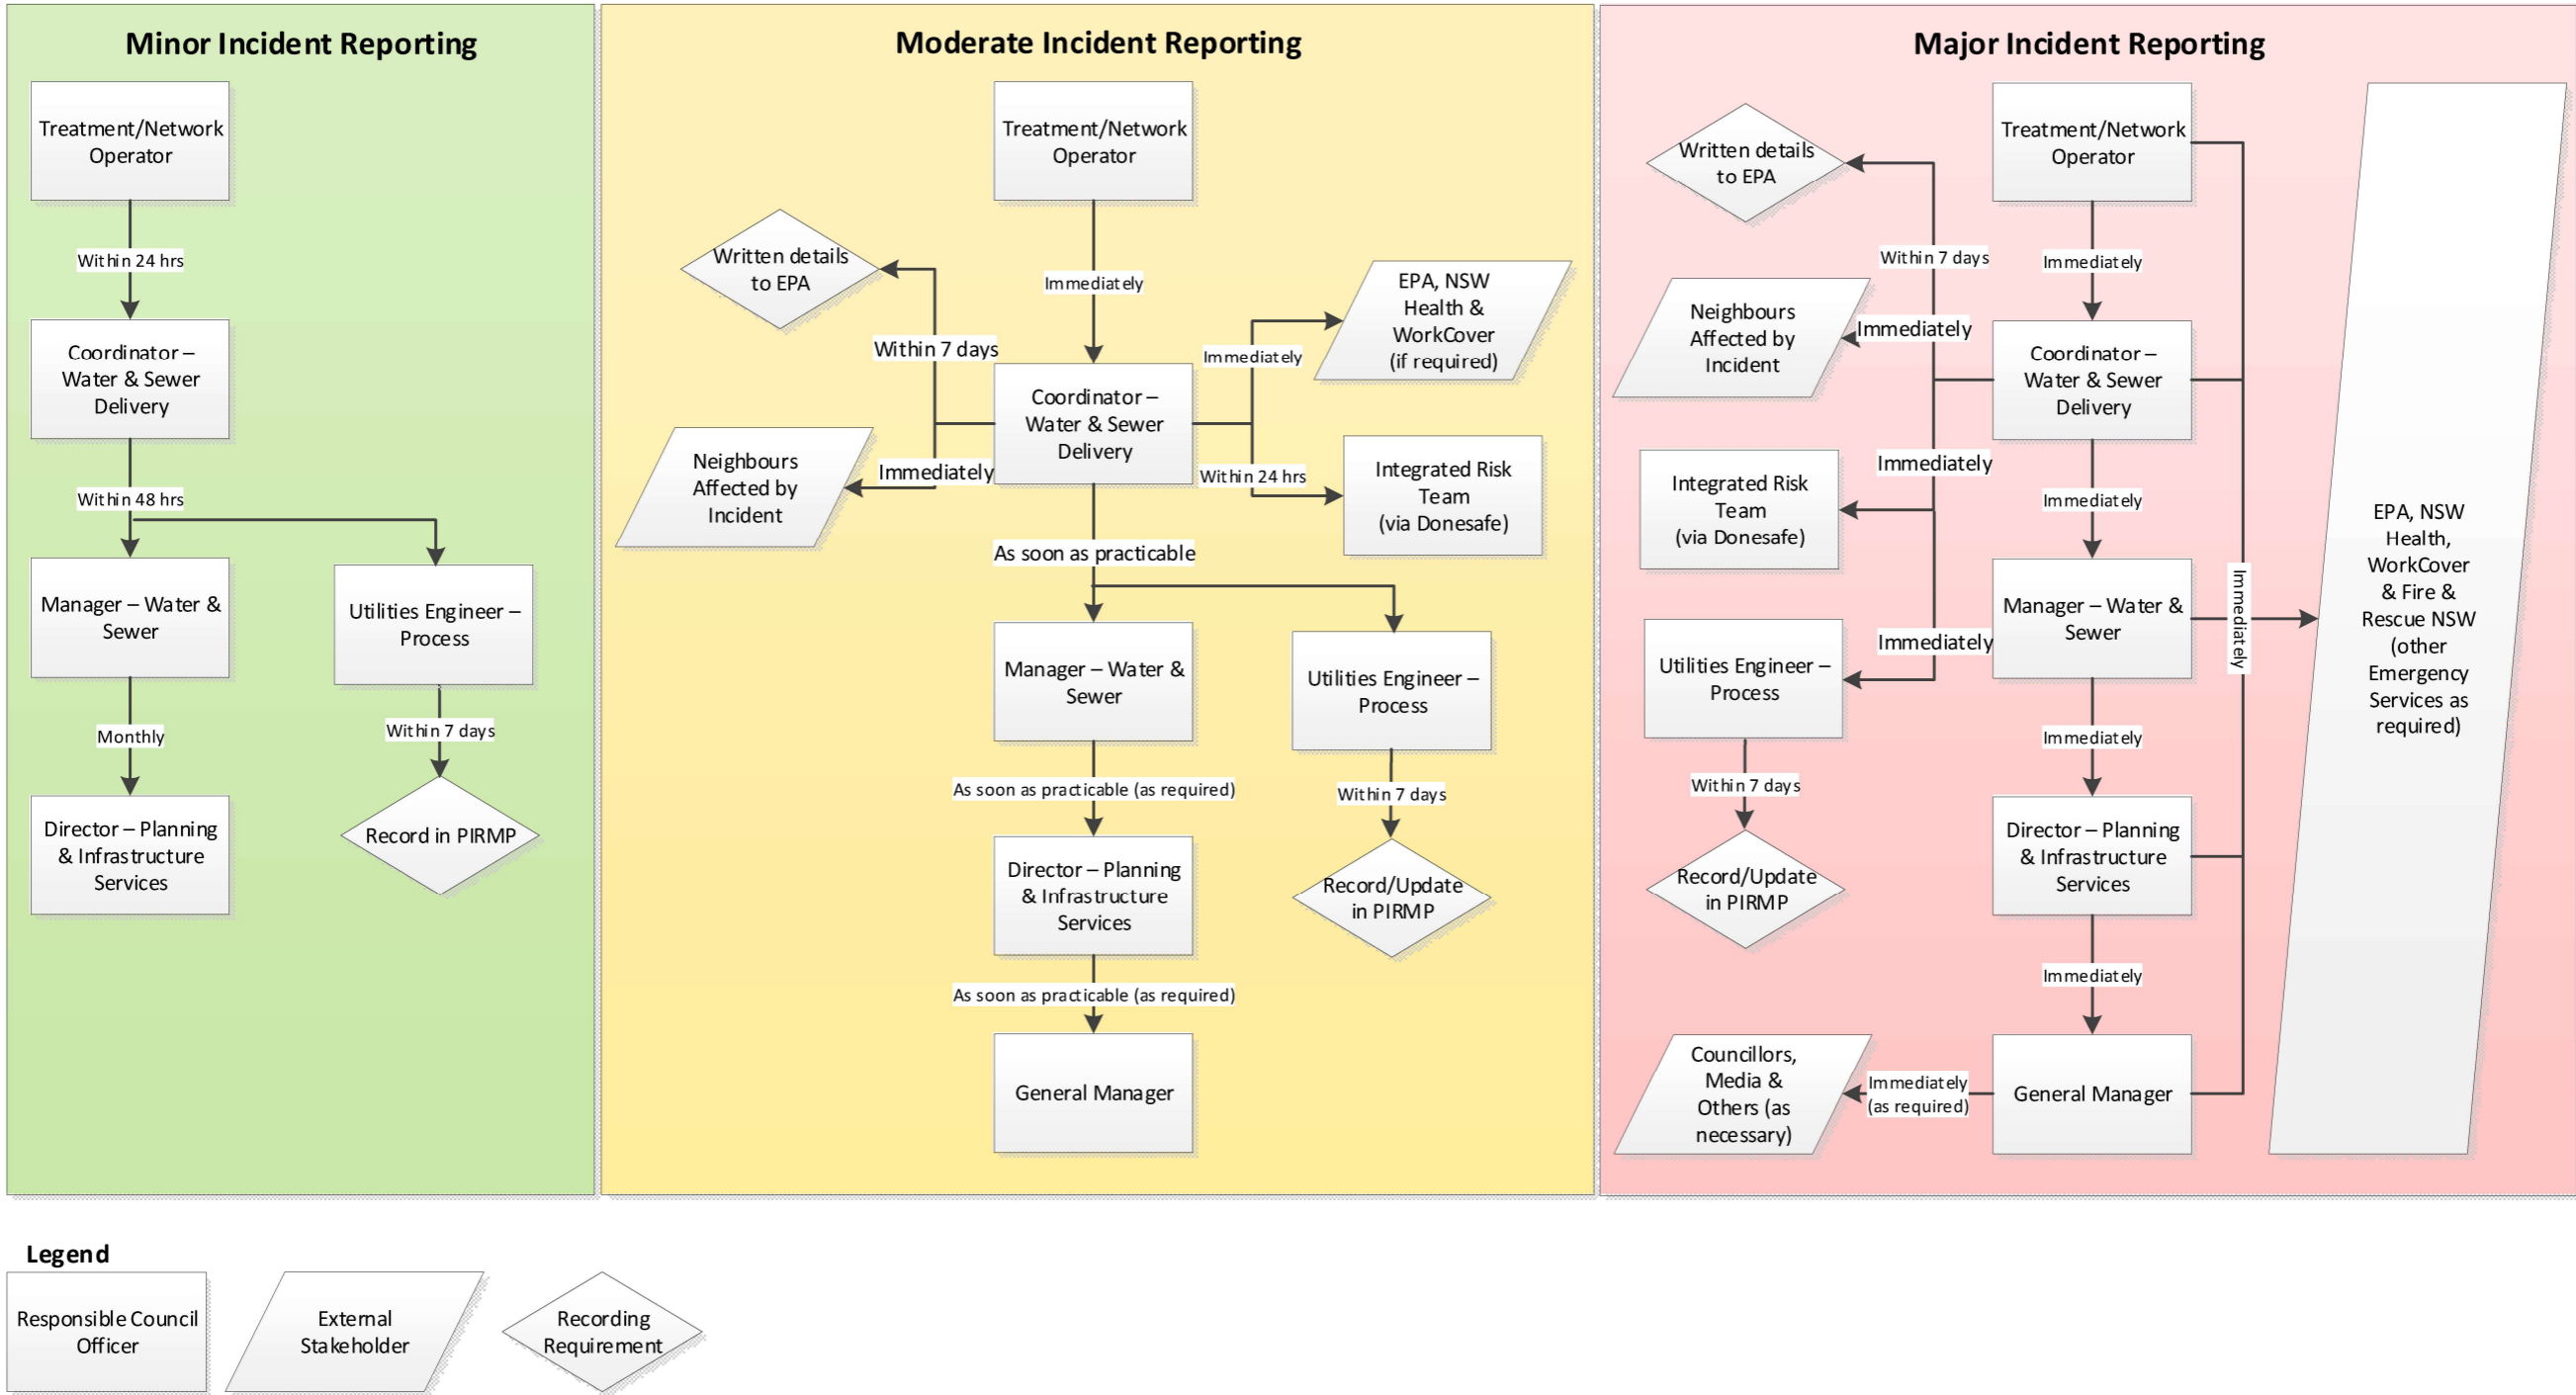 Minor Incident Reporting
Treatment/Network
Operator
Within 24 hrs
Coordinator –
Water & Sewer
Delivery
Within 48 hrs
Manager – Water &
Sewer
Utilities Engineer –
Process
Monthly
Within 7 days
Director – Planning
& Infrastructure
Services
Record in PIRMP
Moderate Incident Reporting
Treatment/Network
Operator
Written details
to EPA
Immediately
EPA, NSW
Health &
WorkCover
(if required)
Within 7 days
Immediately
Coordinator –
Water & Sewer
Delivery
Neighbours
Affected by
Incident
Immediately
Within 24 hrs
Integrated Risk
Team
(via Donesafe)
As soon as practicable
Manager – Water &
Sewer
Utilities Engineer –
Process
As soon as practicable (as required)
Within 7 days
Director – Planning
& Infrastructure
Services
Record/Update
in PIRMP
As soon as practicable (as required)
General Manager
Major Incident Reporting
Treatment/Network
Operator
Written details
to EPA
Within 7 days
Immediately
Neighbours
Affected by
Incident
Immediately
Coordinator –
Water & Sewer
Delivery
Immediately
Integrated Risk
Team
(via Donesafe)
Immediately
Manager – Water &
Sewer
Immediately
EPA, NSW
Health,
WorkCover
& Fire &
Rescue NSW
(other
Emergency
Services as
required)
Utilities Engineer –
Process
Immediately
Immediately
Within 7 days
Director – Planning
& Infrastructure
Services
Record/Update
in PIRMP
Immediately
Councillors,
Media &
Others (as
necessary)
Immediately
(as required)
General Manager
Legend
Responsible Council
Officer
External
Stakeholder
Recording
Requirement